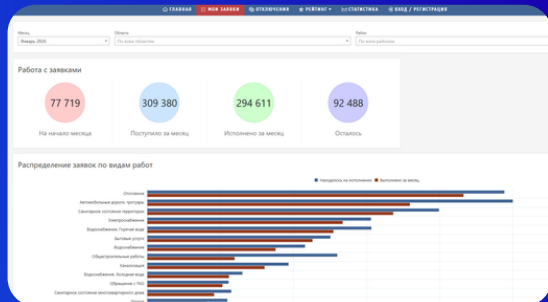 ГЛАВНАЯ МОИ ЗАЯВКИ ОТКЛЮЧЕНИЯ РЕЙТИНГ СТАТИСТИКА ВХОД / РЕГИСТРАЦИЯ
Месяц Область Район
Январь 2020 По всем областям По всем районам
Работа с заявками
77 719 309 380 294 611 92 488
На начало месяца Поступило за месяц Исполнено за месяц Осталось
Распределение заявок по видам работ
Находилось на исполнении Выполнено за месяц
Отопление
Автомобильные дороги, тротуары
Санитарное состояние территории
Электроснабжение
Водоснабжение. Горячая вода
Бытовые услуги
Водоснабжение
Общестроительные работы
Канализация
Водоснабжение. Холодная вода
Обращение с ТКО
Санитарное состояние многоквартирного дома